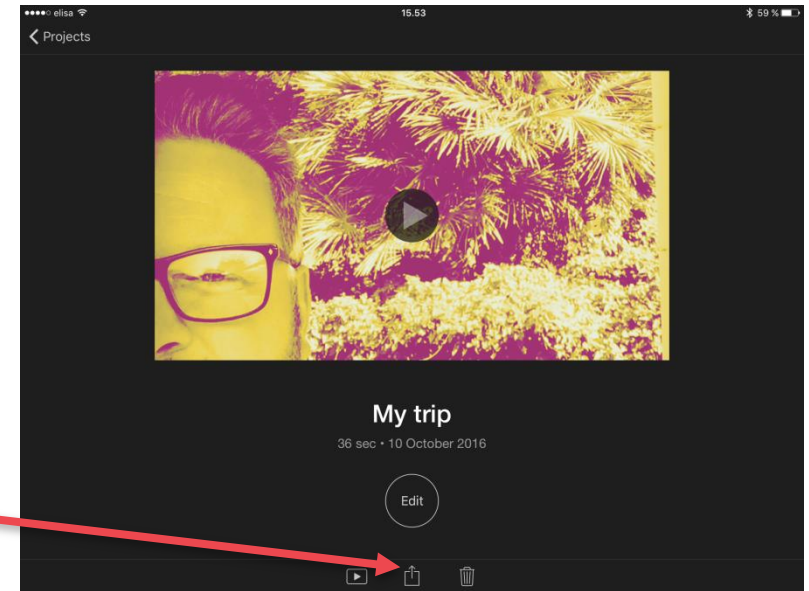 elisa 15.53 59 %
Projects
My trip
36 sec • 10 October 2016
Edit